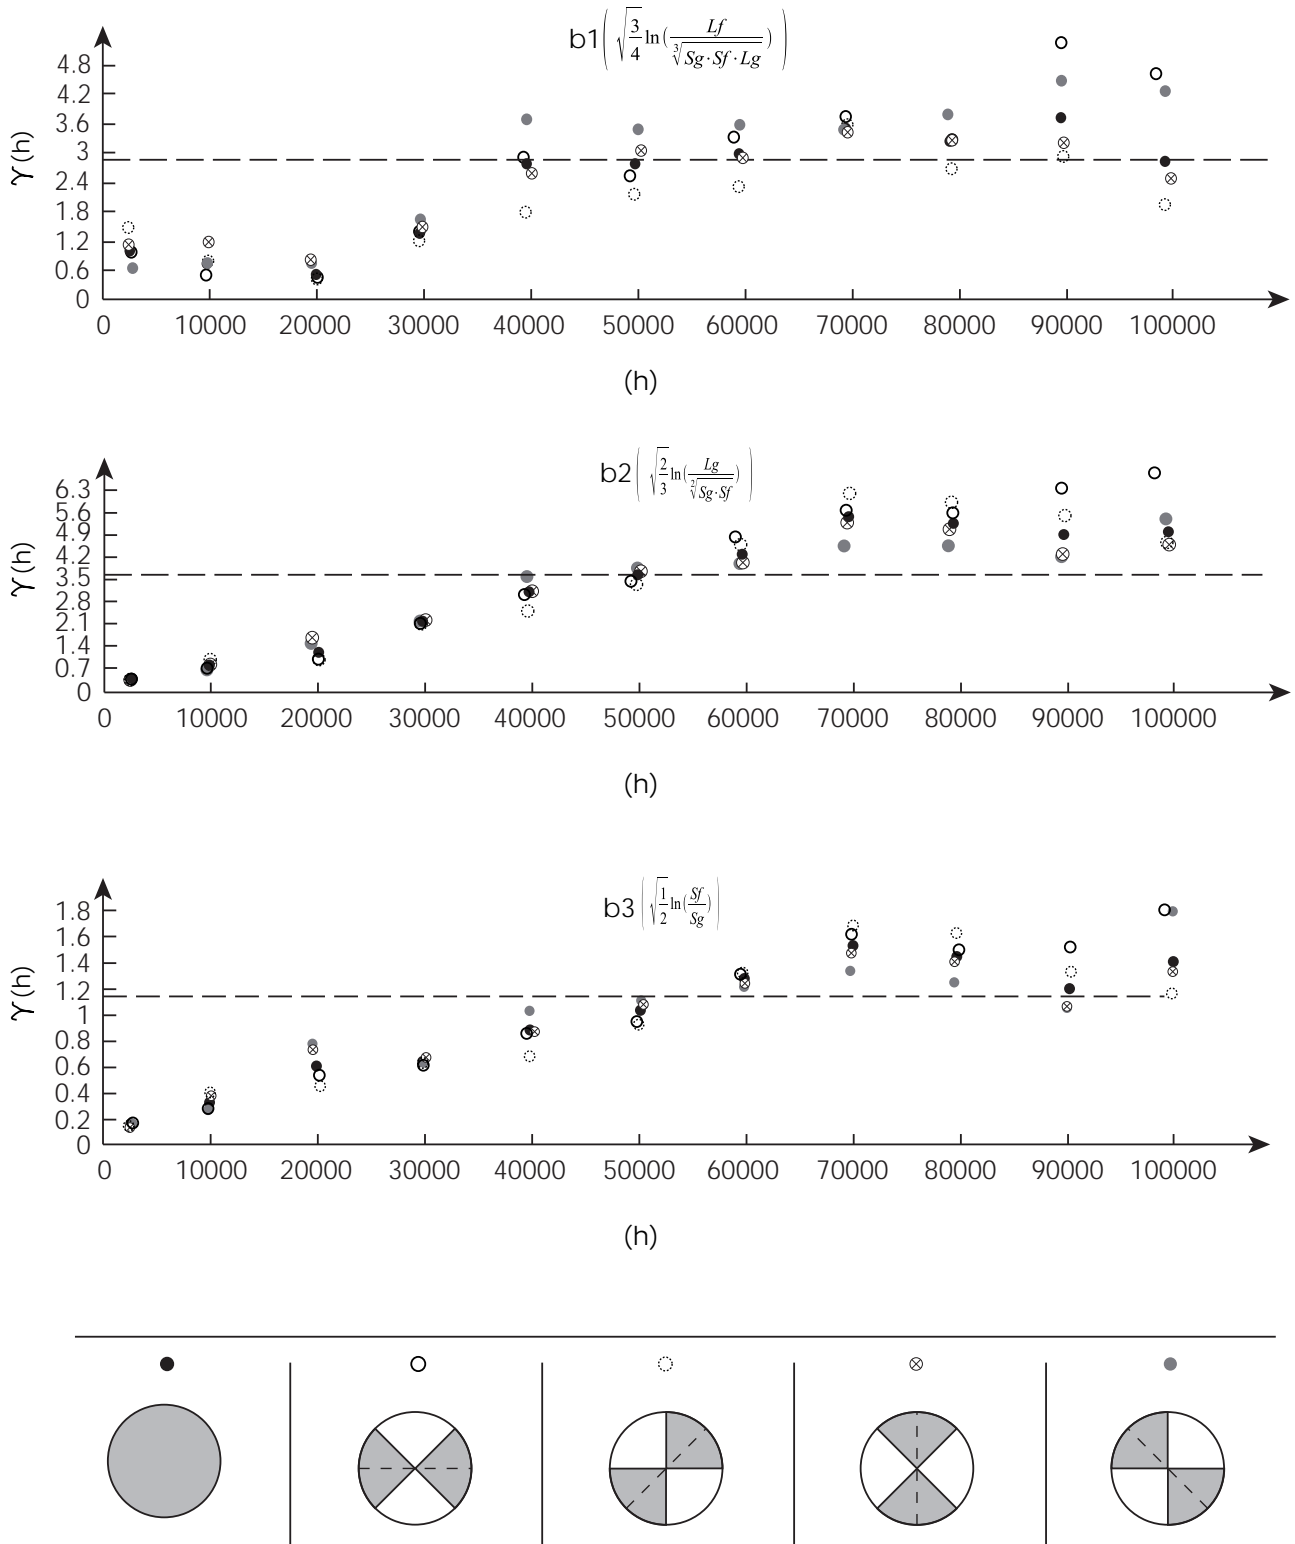 b1 ( √3/4 ln ( Lf / ∛Sg·Sf·Lg ) )
γ (h)
4.8
4.2
3.6
3
2.4
1.8
1.2
0.6
0
0 10000 20000 30000 40000 50000 60000 70000 80000 90000 100000
(h)
b2 ( √2/3 ln ( Lg / ²√Sg·Sf ) )
γ (h)
6.3
5.6
4.9
4.2
3.5
2.8
2.1
1.4
0.7
0
0 10000 20000 30000 40000 50000 60000 70000 80000 90000 100000
(h)
b3 ( √1/2 ln ( Sf / Sg ) )
γ (h)
1.8
1.6
1.4
1.2
1
0.8
0.6
0.4
0.2
0
0 10000 20000 30000 40000 50000 60000 70000 80000 90000 100000
(h)